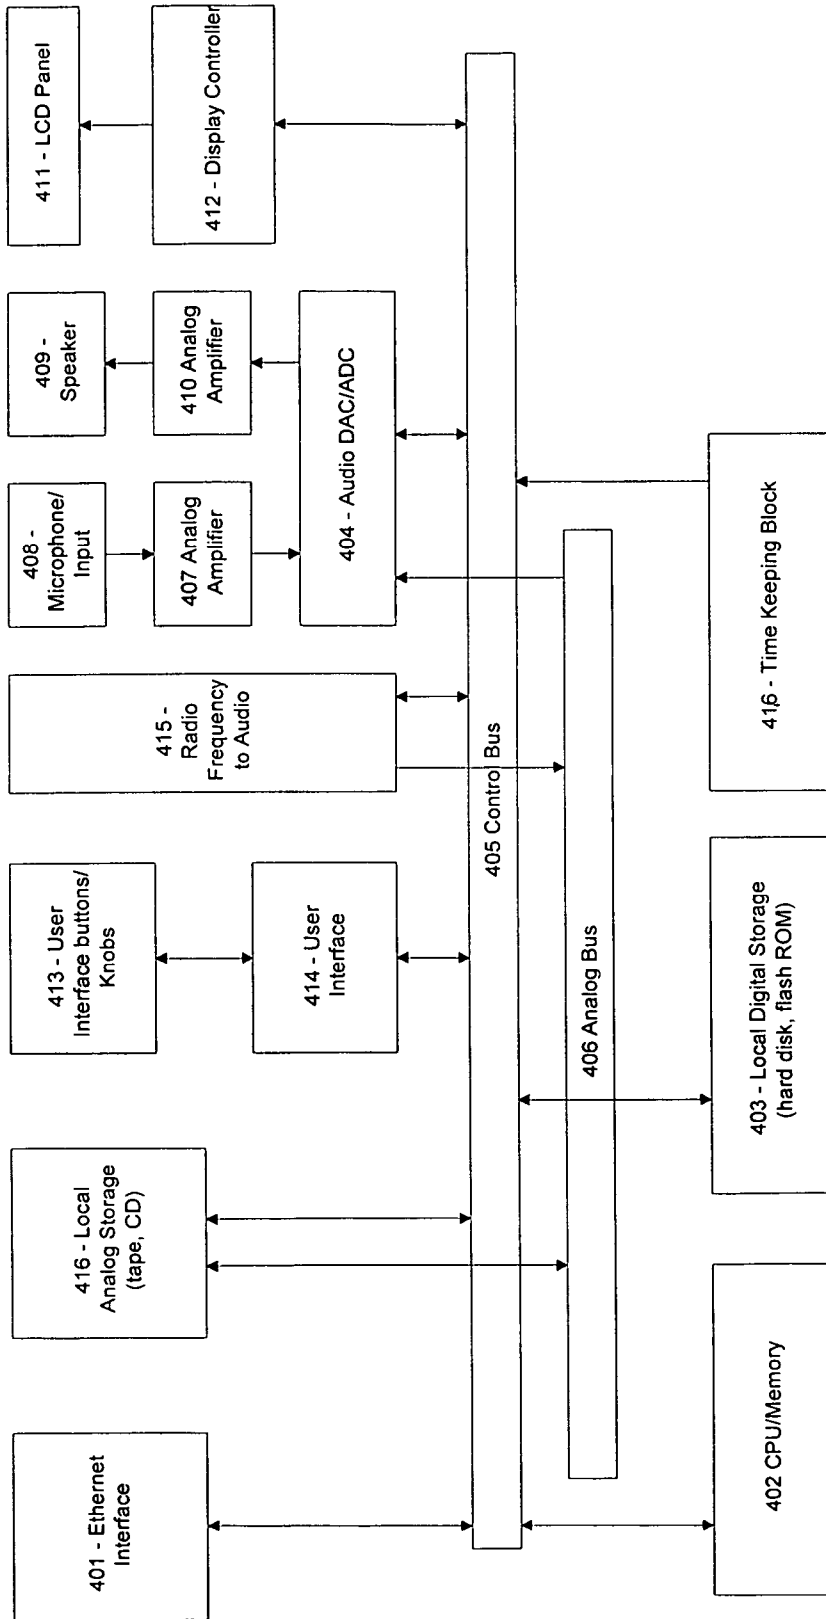 401 - Ethernet
Interface
416 - Local
Analog Storage
(tape, CD)
413 - User
Interface buttons/
Knobs
414 - User
Interface
415 -
Radio
Frequency
to Audio
408 -
Microphone/
Input
407 Analog
Amplifier
409 -
Speaker
410 Analog
Amplifier
404 - Audio DAC/ADC
411 - LCD Panel
412 - Display Controller
405 Control Bus
406 Analog Bus
402 CPU/Memory
403 - Local Digital Storage
(hard disk, flash ROM)
416 - Time Keeping Block